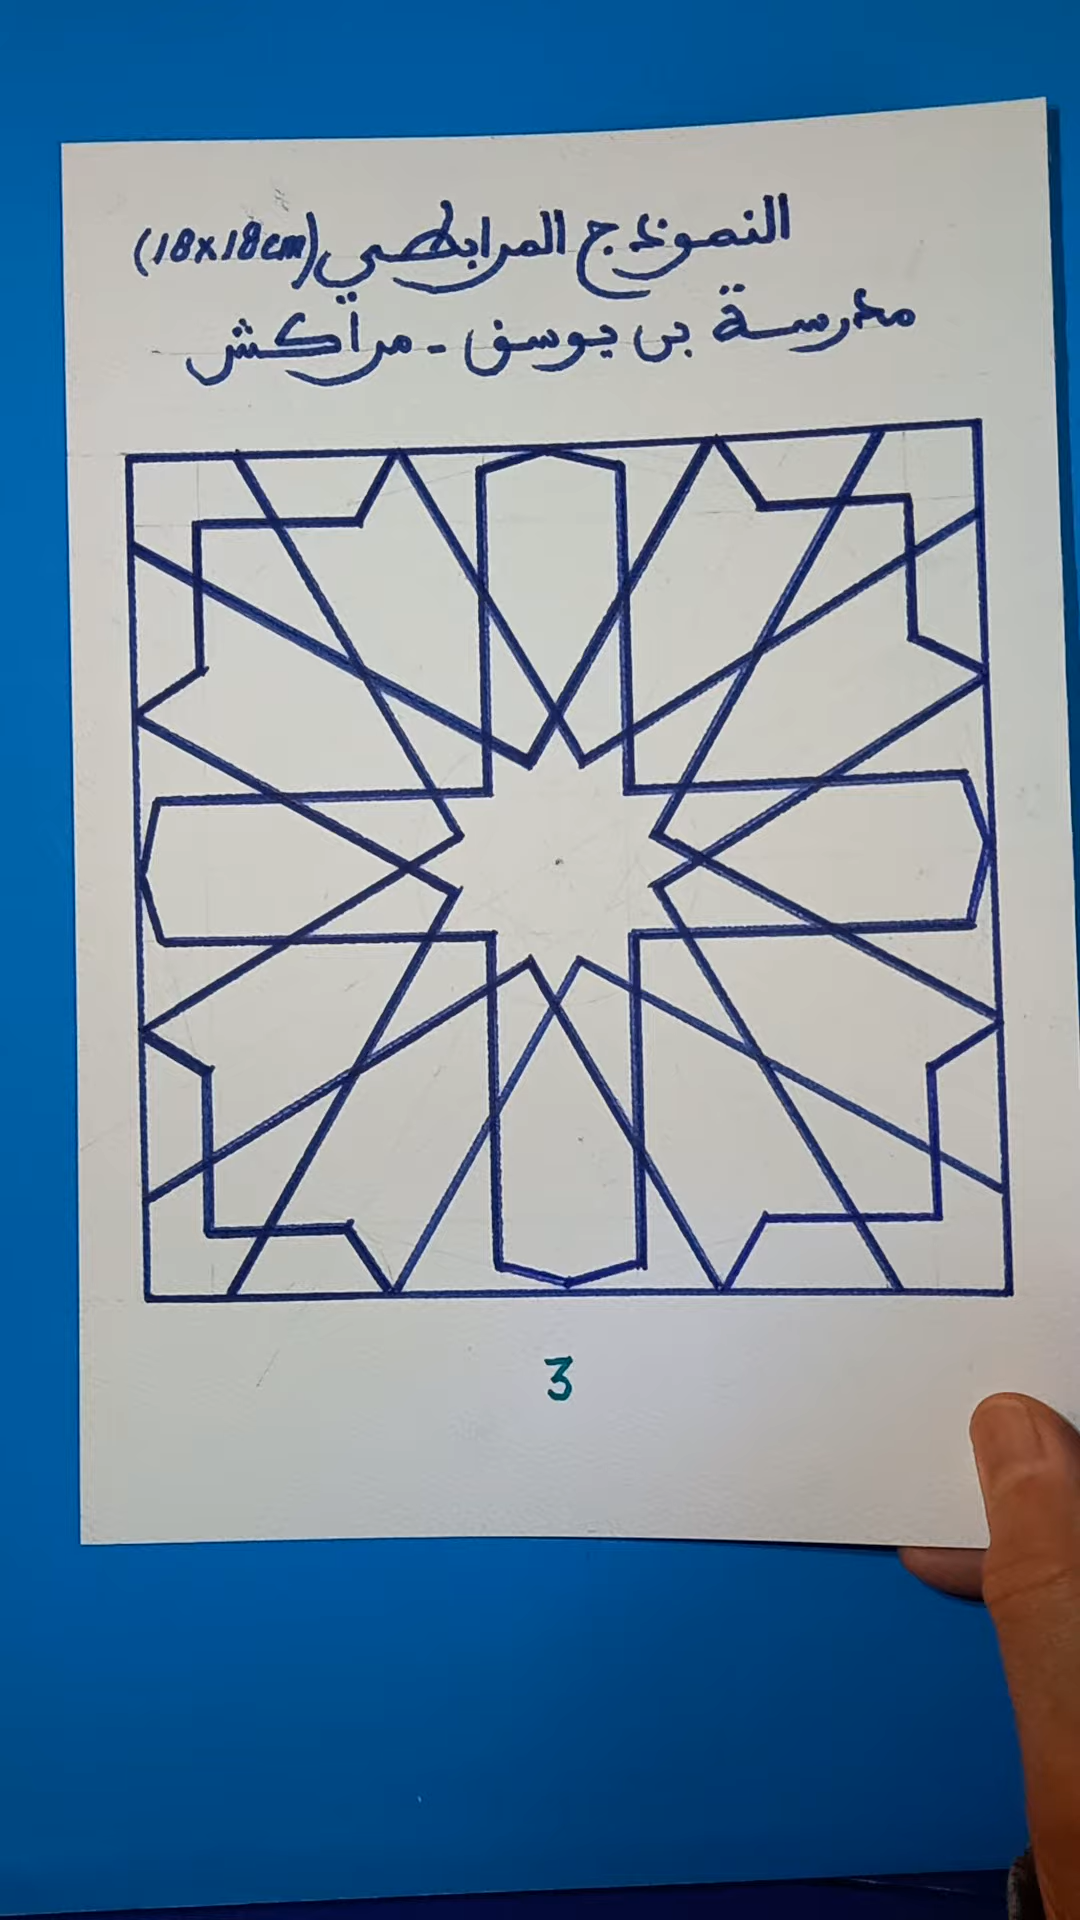 النموذج المرابطي (18x18cm)
مدرسة بن يوسف - مراكش
3